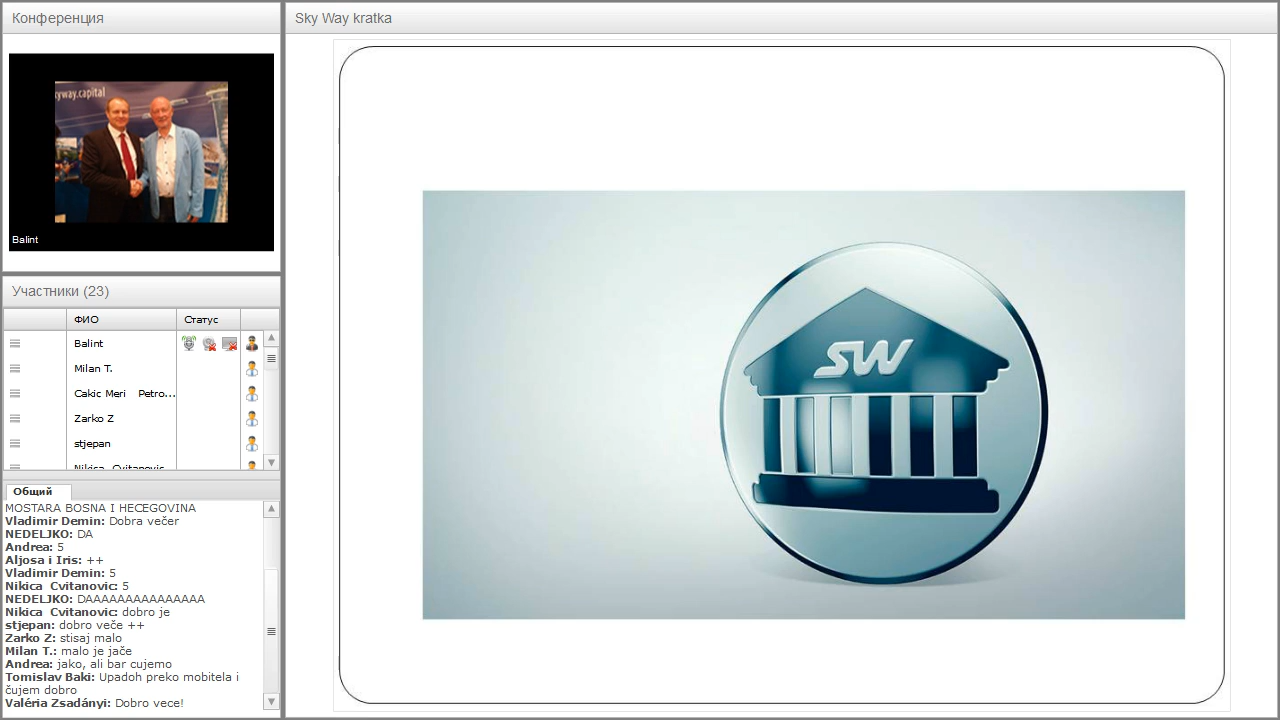 Конференция
Sky Way kratka
kyway.capital
Balint
Участники (23)
ФИО
Статус
Balint
Milan T.
Cakic Meri Petro...
Zarko Z
stjepan
Nikica Cvitanovic
Общий
MOSTARA BOSNA I HECEGOVINA
Vladimir Demin: Dobra večer
NEDELJKO: DA
Andrea: 5
Aljosa i Iris: ++
Vladimir Demin: 5
Nikica Cvitanovic: 5
NEDELJKO: DAAAAAAAAAAAAAAA
Nikica Cvitanovic: dobro je
stjepan: dobro veče ++
Zarko Z: stisaj malo
Milan T.: malo je jače
Andrea: jako, ali bar cujemo
Tomislav Baki: Upadoh preko mobitela i
čujem dobro
Valéria Zsadányi: Dobro vece!
SW